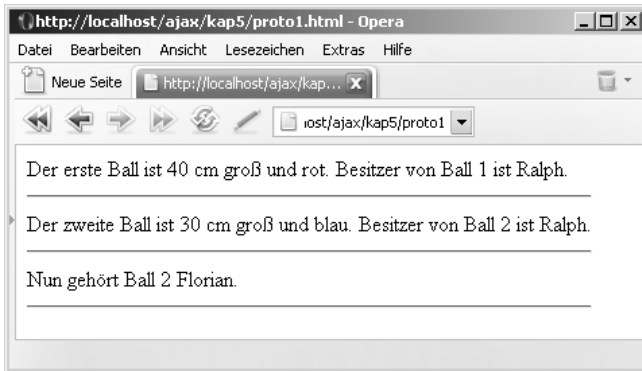 http://localhost/ajax/kap5/proto1.html - Opera
Datei Bearbeiten Ansicht Lesezeichen Extras Hilfe
Neue Seite http://localhost/ajax/kap...
ost/ajax/kap5/proto1
Der erste Ball ist 40 cm groß und rot. Besitzer von Ball 1 ist Ralph.
Der zweite Ball ist 30 cm groß und blau. Besitzer von Ball 2 ist Ralph.
Nun gehört Ball 2 Florian.